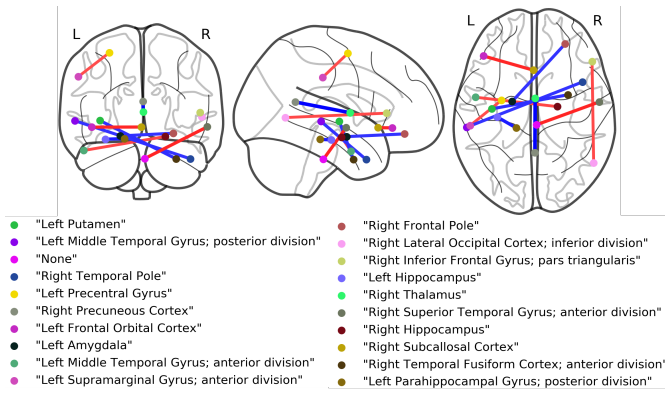 L R L R
"Left Putamen"
"Left Middle Temporal Gyrus; posterior division"
"None"
"Right Temporal Pole"
"Left Precentral Gyrus"
"Right Precuneous Cortex"
"Left Frontal Orbital Cortex"
"Left Amygdala"
"Left Middle Temporal Gyrus; anterior division"
"Left Supramarginal Gyrus; anterior division"
"Right Frontal Pole"
"Right Lateral Occipital Cortex; inferior division"
"Right Inferior Frontal Gyrus; pars triangularis"
"Left Hippocampus"
"Right Thalamus"
"Right Superior Temporal Gyrus; anterior division"
"Right Hippocampus"
"Right Subcallosal Cortex"
"Right Temporal Fusiform Cortex; anterior division"
"Left Parahippocampal Gyrus; posterior division"